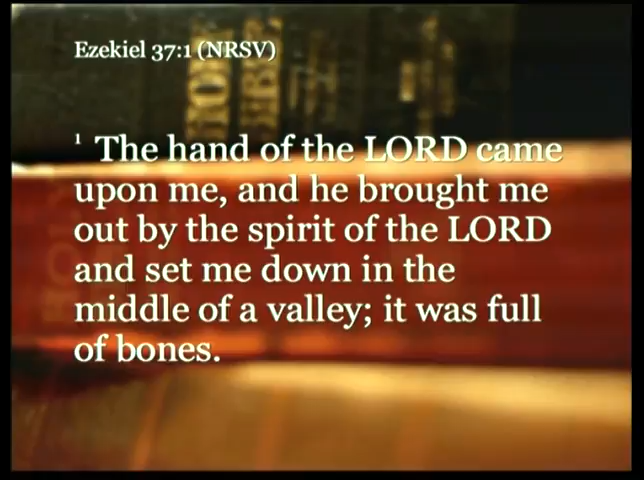 Ezekiel 37:1 (NRSV)
¹ The hand of the LORD came
upon me, and he brought me
out by the spirit of the LORD
and set me down in the
middle of a valley; it was full
of bones.